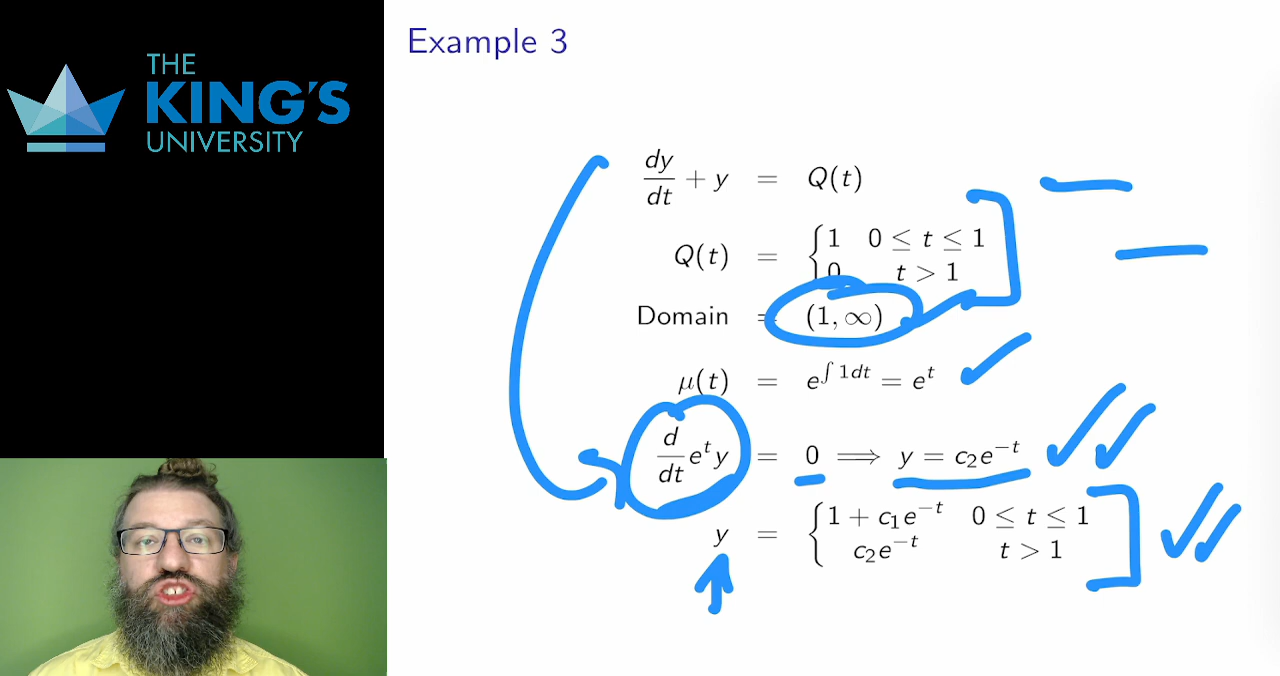 THE
KING'S
UNIVERSITY
Example 3
dy/dt + y = Q(t)
Q(t) = { 1 0 ≤ t ≤ 1
0 t > 1
Domain = (1, ∞)
μ(t) = e^{∫ 1dt} = e^t
d/dt e^t y = 0 ⟹ y = c₂e^{-t}
y = { 1 + c₁e^{-t} 0 ≤ t ≤ 1
c₂e^{-t} t > 1